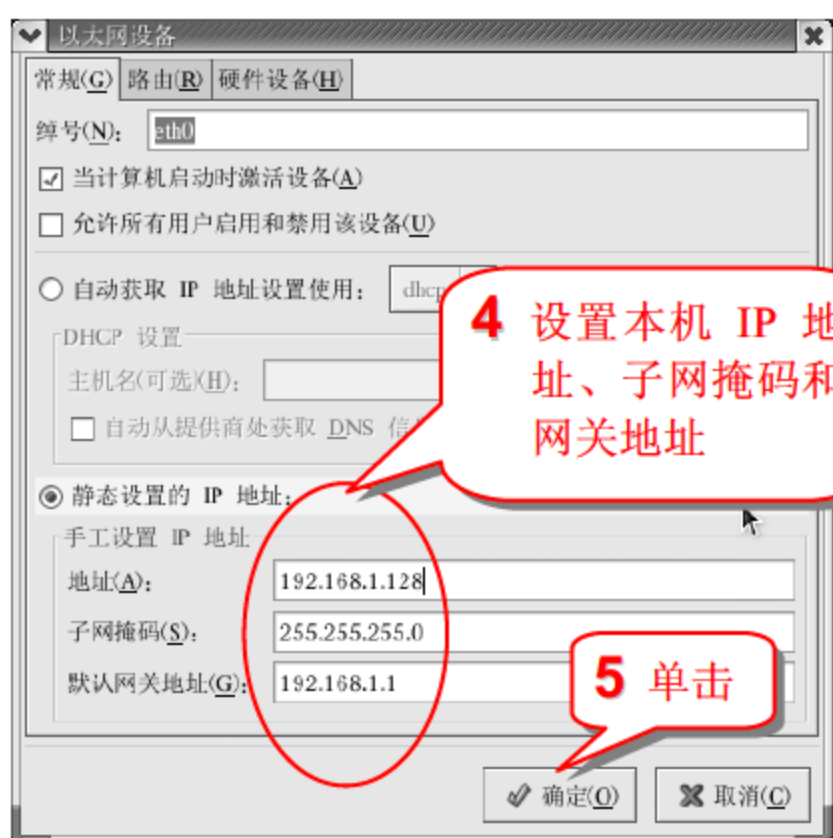 以太网设备
常规(G) 路由(R) 硬件设备(H)
绰号(N): eth0
当计算机启动时激活设备(A)
允许所有用户启用和禁用该设备(U)
自动获取 IP 地址设置使用: dhcp
DHCP 设置
主机名(可选)(H):
自动从提供商处获取 DNS 信
4 设置本机 IP 地
址、子网掩码和
网关地址
静态设置的 IP 地址:
手工设置 IP 地址
地址(A): 192.168.1.128
子网掩码(S): 255.255.255.0
默认网关地址(G): 192.168.1.1
5 单击
确定(O) 取消(C)